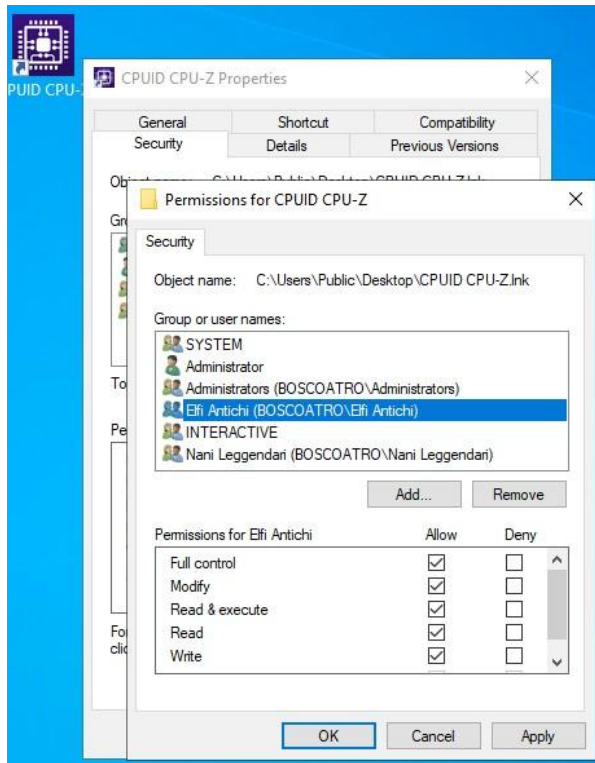 PUID CPU-
CPUID CPU-Z Properties
General Shortcut Compatibility
Security Details Previous Versions
Permissions for CPUID CPU-Z
Security
Object name: C:\Users\Public\Desktop\CPUID CPU-Z.lnk
Group or user names:
SYSTEM
Administrator
Administrators (BOSCOATRO\Administrators)
Elfi Antichi (BOSCOATRO\Elfi Antichi)
INTERACTIVE
Nani Leggendari (BOSCOATRO\Nani Leggendari)
Add... Remove
Permissions for Elfi Antichi Allow Deny
Full control
Modify
Read & execute
Read
Write
OK Cancel Apply